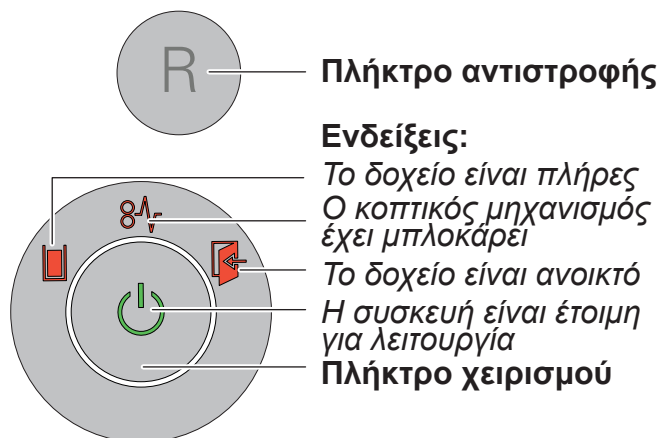 R
Πλήκτρο αντιστροφής
Ενδείξεις:
Το δοχείο είναι πλήρες
Ο κοπτικός μηχανισμός
έχει μπλοκάρει
Το δοχείο είναι ανοικτό
Η συσκευή είναι έτοιμη
για λειτουργία
Πλήκτρο χειρισμού